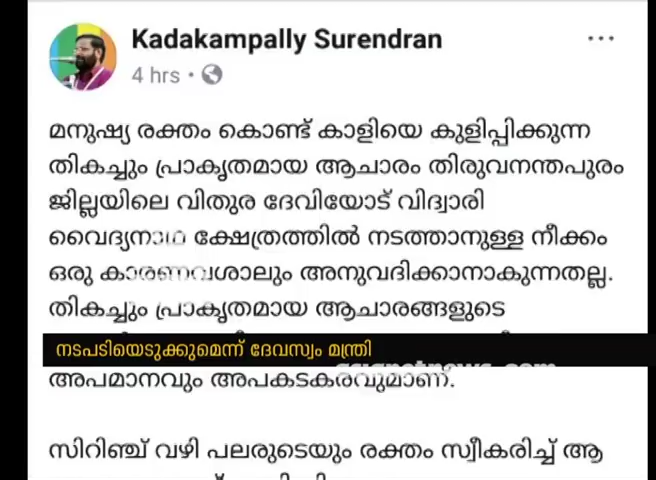 Kadakampally Surendran
4 hrs
മനുഷ്യ രക്തം കൊണ്ട് കാളിയെ കുളിപ്പിക്കുന്ന
തികച്ചും പ്രാകൃതമായ ആചാരം തിരുവനന്തപുരം
ജില്ലയിലെ വിതുര ദേവിയോട് വിദ്വാരി
വൈദ്യനാഥ ക്ഷേത്രത്തിൽ നടത്താനുള്ള നീക്കം
ഒരു കാരണവശാലും അനുവദിക്കാനാകുന്നതല്ല.
തികച്ചും പ്രാകൃതമായ ആചാരങ്ങളുടെ
നടപടിയെടുക്കുമെന്ന് ദേവസ്വം മന്ത്രി
അപമാനവും അപകടകരവുമാണ്.
സിറിഞ്ച് വഴി പലരുടെയും രക്തം സ്വീകരിച്ച് ആ